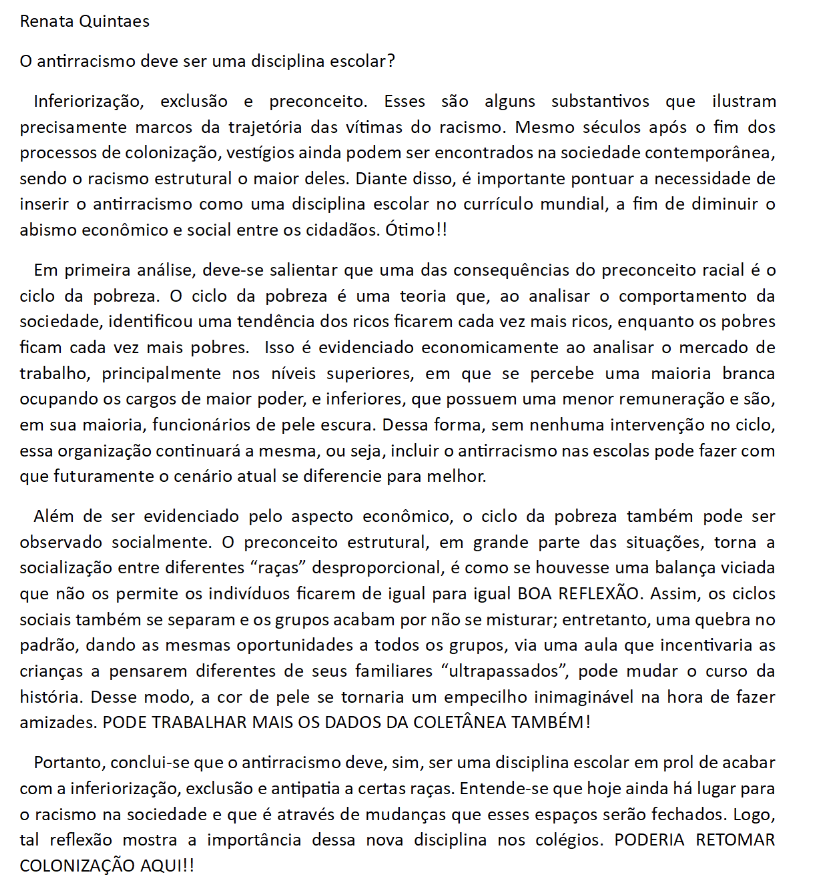 Renata Quintaes
O antirracismo deve ser uma disciplina escolar?
Inferiorização, exclusão e preconceito. Esses são alguns substantivos que ilustram
precisamente marcos da trajetória das vítimas do racismo. Mesmo séculos após o fim dos
processos de colonização, vestígios ainda podem ser encontrados na sociedade contemporânea,
sendo o racismo estrutural o maior deles. Diante disso, é importante pontuar a necessidade de
inserir o antirracismo como uma disciplina escolar no currículo mundial, a fim de diminuir o
abismo econômico e social entre os cidadãos. Ótimo!!
Em primeira análise, deve-se salientar que uma das consequências do preconceito racial é o
ciclo da pobreza. O ciclo da pobreza é uma teoria que, ao analisar o comportamento da
sociedade, identificou uma tendência dos ricos ficarem cada vez mais ricos, enquanto os pobres
ficam cada vez mais pobres. Isso é evidenciado economicamente ao analisar o mercado de
trabalho, principalmente nos níveis superiores, em que se percebe uma maioria branca
ocupando os cargos de maior poder, e inferiores, que possuem uma menor remuneração e são,
em sua maioria, funcionários de pele escura. Dessa forma, sem nenhuma intervenção no ciclo,
essa organização continuará a mesma, ou seja, incluir o antirracismo nas escolas pode fazer com
que futuramente o cenário atual se diferencie para melhor.
Além de ser evidenciado pelo aspecto econômico, o ciclo da pobreza também pode ser
observado socialmente. O preconceito estrutural, em grande parte das situações, torna a
socialização entre diferentes “raças” desproporcional, é como se houvesse uma balança viciada
que não os permite os indivíduos ficarem de igual para igual BOA REFLEXÃO. Assim, os ciclos
sociais também se separam e os grupos acabam por não se misturar; entretanto, uma quebra no
padrão, dando as mesmas oportunidades a todos os grupos, via uma aula que incentivaria as
crianças a pensarem diferentes de seus familiares “ultrapassados”, pode mudar o curso da
história. Desse modo, a cor de pele se tornaria um empecilho inimaginável na hora de fazer
amizades. PODE TRABALHAR MAIS OS DADOS DA COLETÂNEA TAMBÉM!
Portanto, conclui-se que o antirracismo deve, sim, ser uma disciplina escolar em prol de acabar
com a inferiorização, exclusão e antipatia a certas raças. Entende-se que hoje ainda há lugar para
o racismo na sociedade e que é através de mudanças que esses espaços serão fechados. Logo,
tal reflexão mostra a importância dessa nova disciplina nos colégios. PODERIA RETOMAR
COLONIZAÇÃO AQUI!!